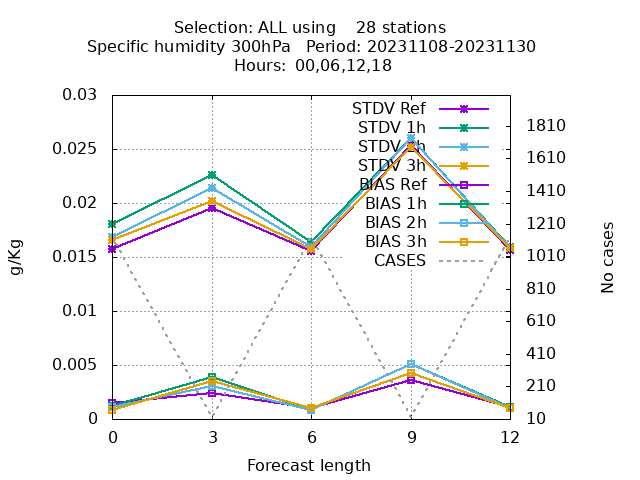 Selection: ALL using    28 stations
Specific humidity 300hPa   Period: 20231108-20231130
Hours: 00,06,12,18
0.03
0.025
0.02
0.015
0.01
0.005
0
g/Kg
STDV Ref
STDV 1h
STDV 2h
STDV 3h
BIAS Ref
BIAS 1h
BIAS 2h
BIAS 3h
CASES
1810
1610
1410
1210
1010
810
610
410
210
10
No cases
0 3 6 9 12
Forecast length